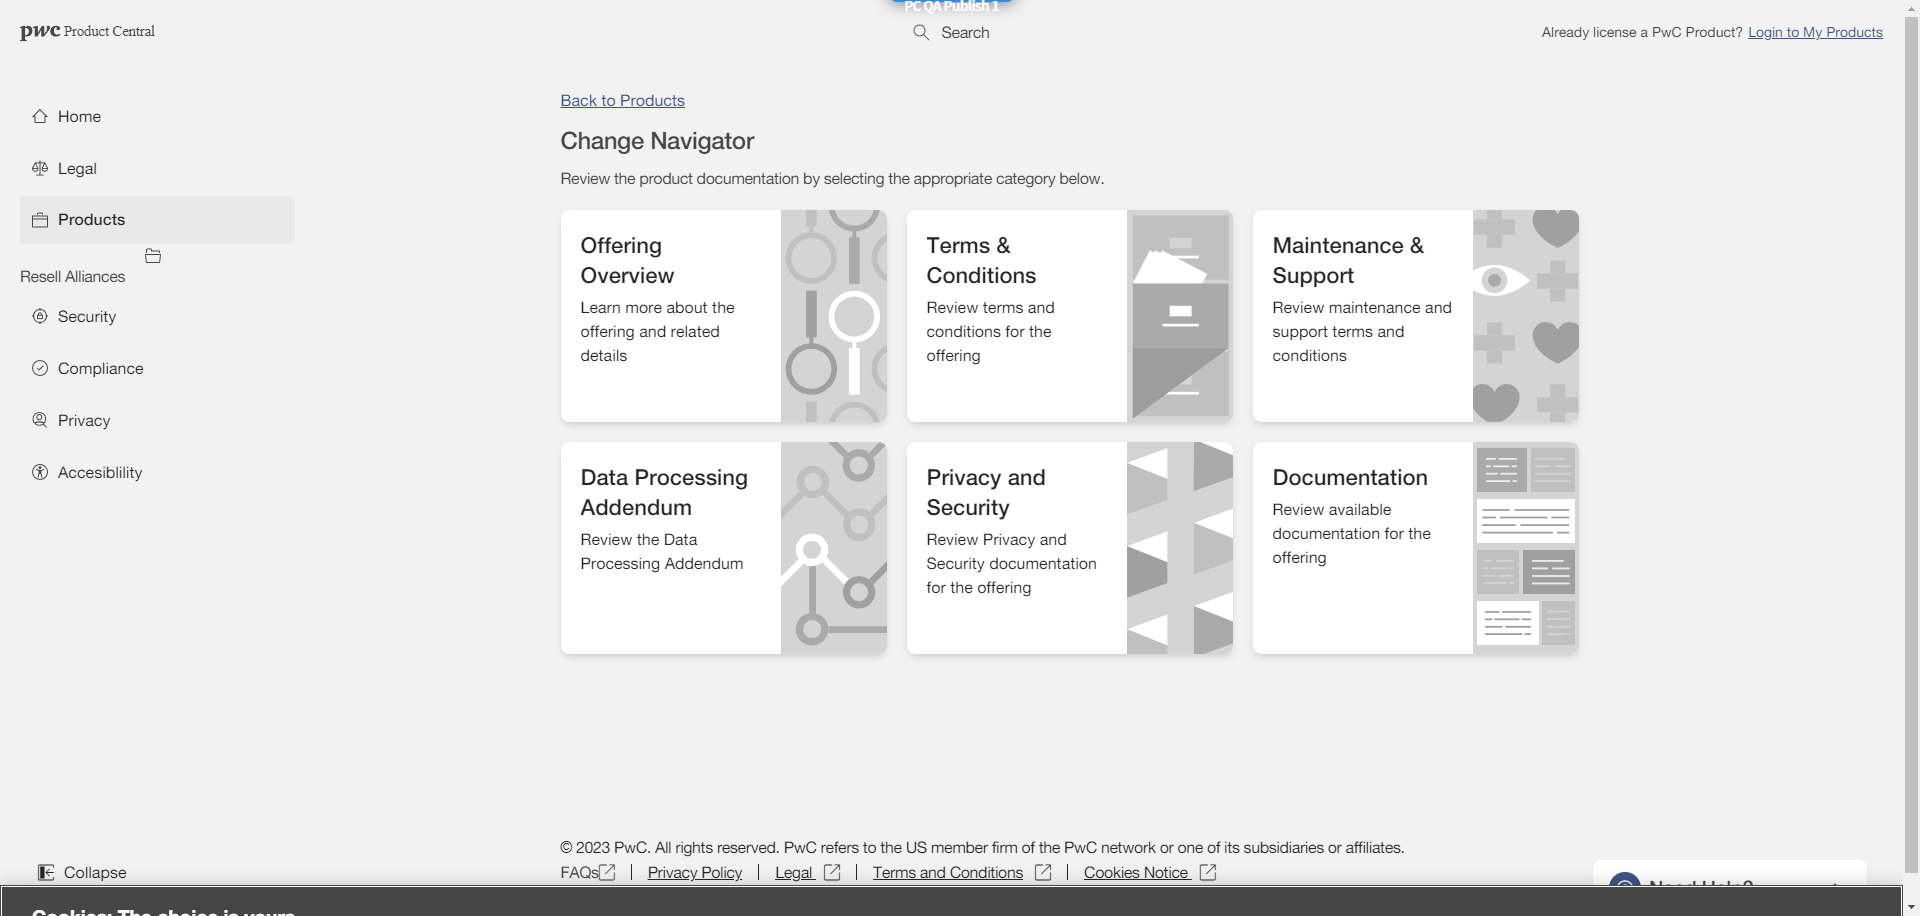 PC QA Publish 1
pwc Product Central
Search
Already license a PwC Product? Login to My Products
Home
Legal
Products
Resell Alliances
Security
Compliance
Privacy
Accesiblility
Collapse
Back to Products
Change Navigator
Review the product documentation by selecting the appropriate category below.
Offering
Overview
Learn more about the
offering and related
details
Terms &
Conditions
Review terms and
conditions for the
offering
Maintenance &
Support
Review maintenance and
support terms and
conditions
Data Processing
Addendum
Review the Data
Processing Addendum
Privacy and
Security
Review Privacy and
Security documentation
for the offering
Documentation
Review available
documentation for the
offering
© 2023 PwC. All rights reserved. PwC refers to the US member firm of the PwC network or one of its subsidiaries or affiliates.
FAQs | Privacy Policy | Legal | Terms and Conditions | Cookies Notice
Need Help?
Cookies: The choice is yours